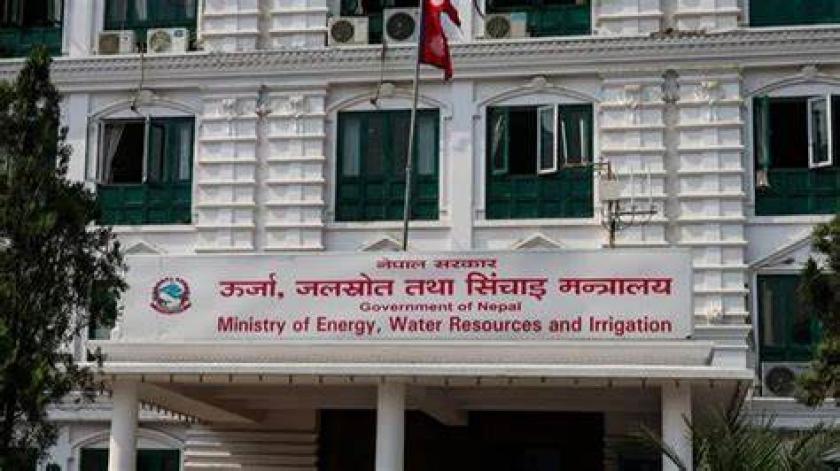 नेपाल सरकार
ऊर्जा, जलस्रोत तथा सिंचाइ मन्त्रालय
Government of Nepal
Ministry of Energy, Water Resources and Irrigation